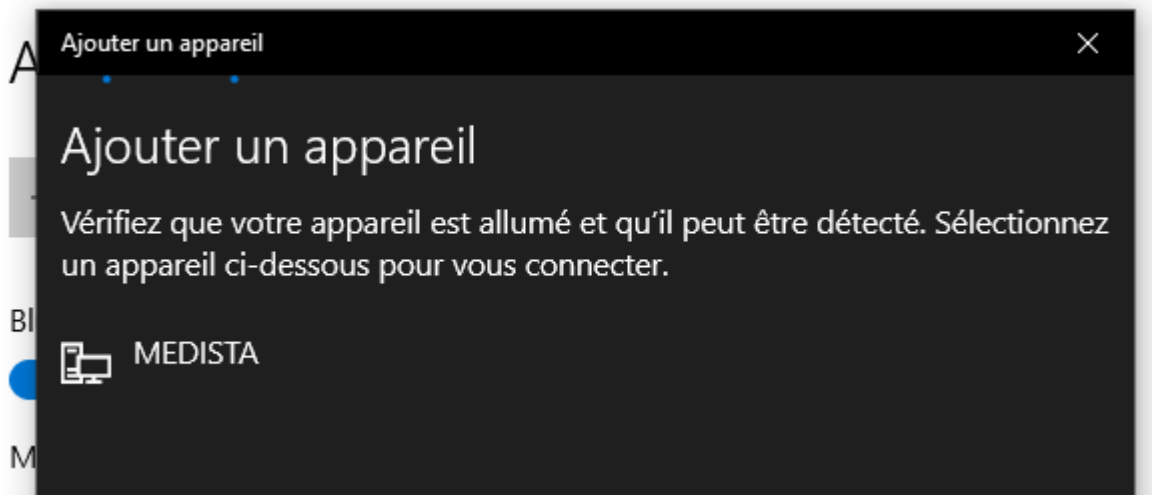 Ajouter un appareil
A
Ajouter un appareil
Vérifiez que votre appareil est allumé et qu’il peut être détecté. Sélectionnez
un appareil ci-dessous pour vous connecter.
Bl
MEDISTA
M